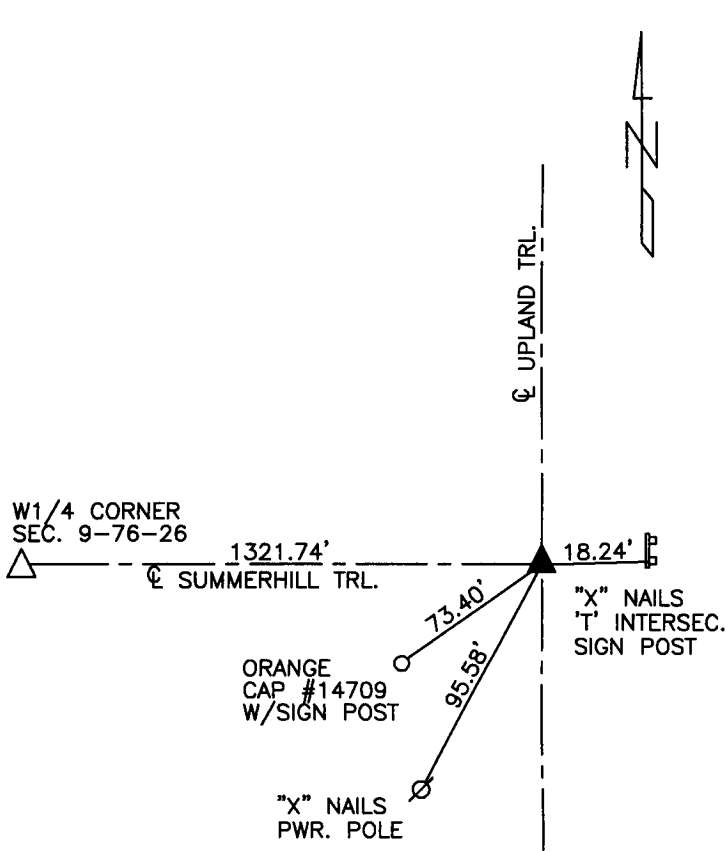 N
℄ UPLAND TRL.
W1/4 CORNER
SEC. 9-76-26
1321.74'
℄ SUMMERHILL TRL.
18.24'
"X" NAILS
'T' INTERSEC.
SIGN POST
73.40'
ORANGE
CAP #14709
W/SIGN POST
95.58'
"X" NAILS
PWR. POLE